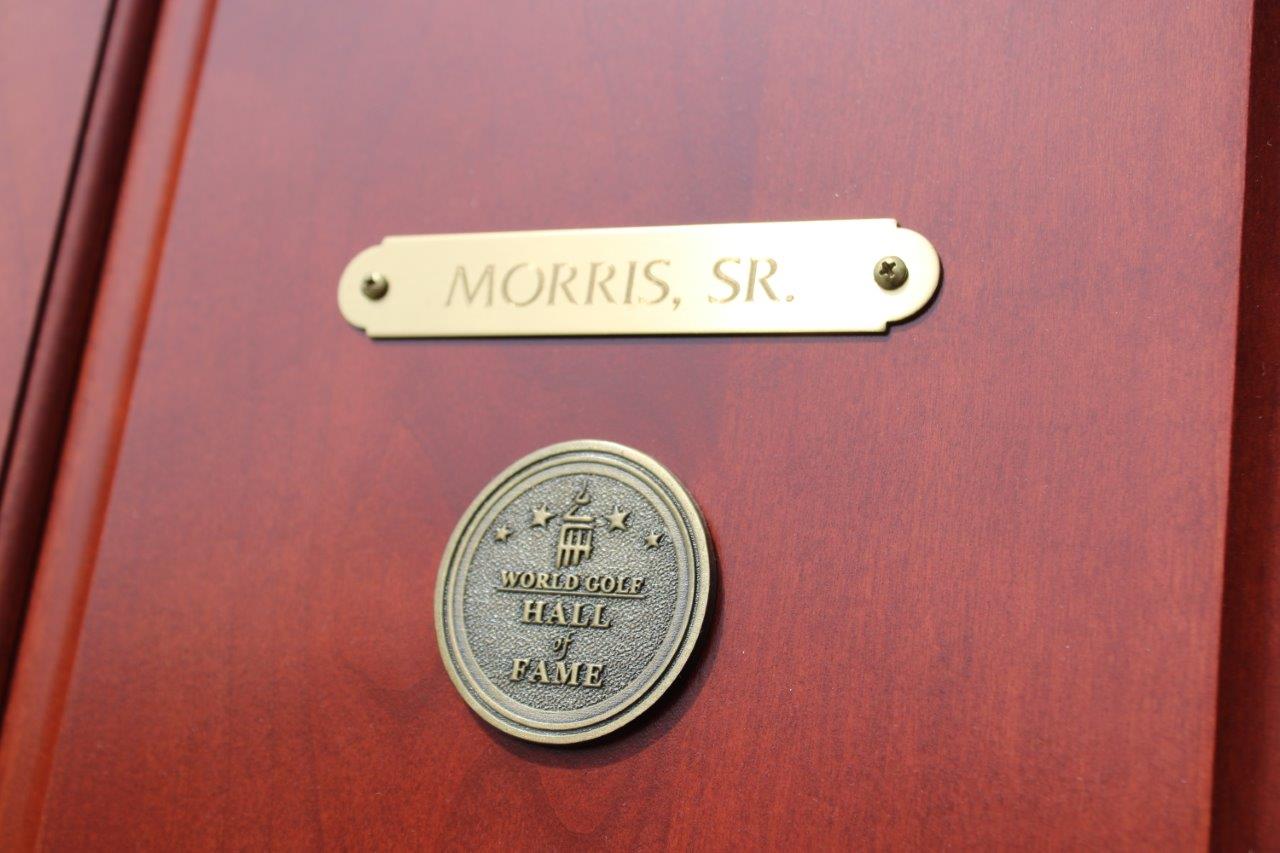 MORRIS, SR.
WORLD GOLF
HALL
of
FAME